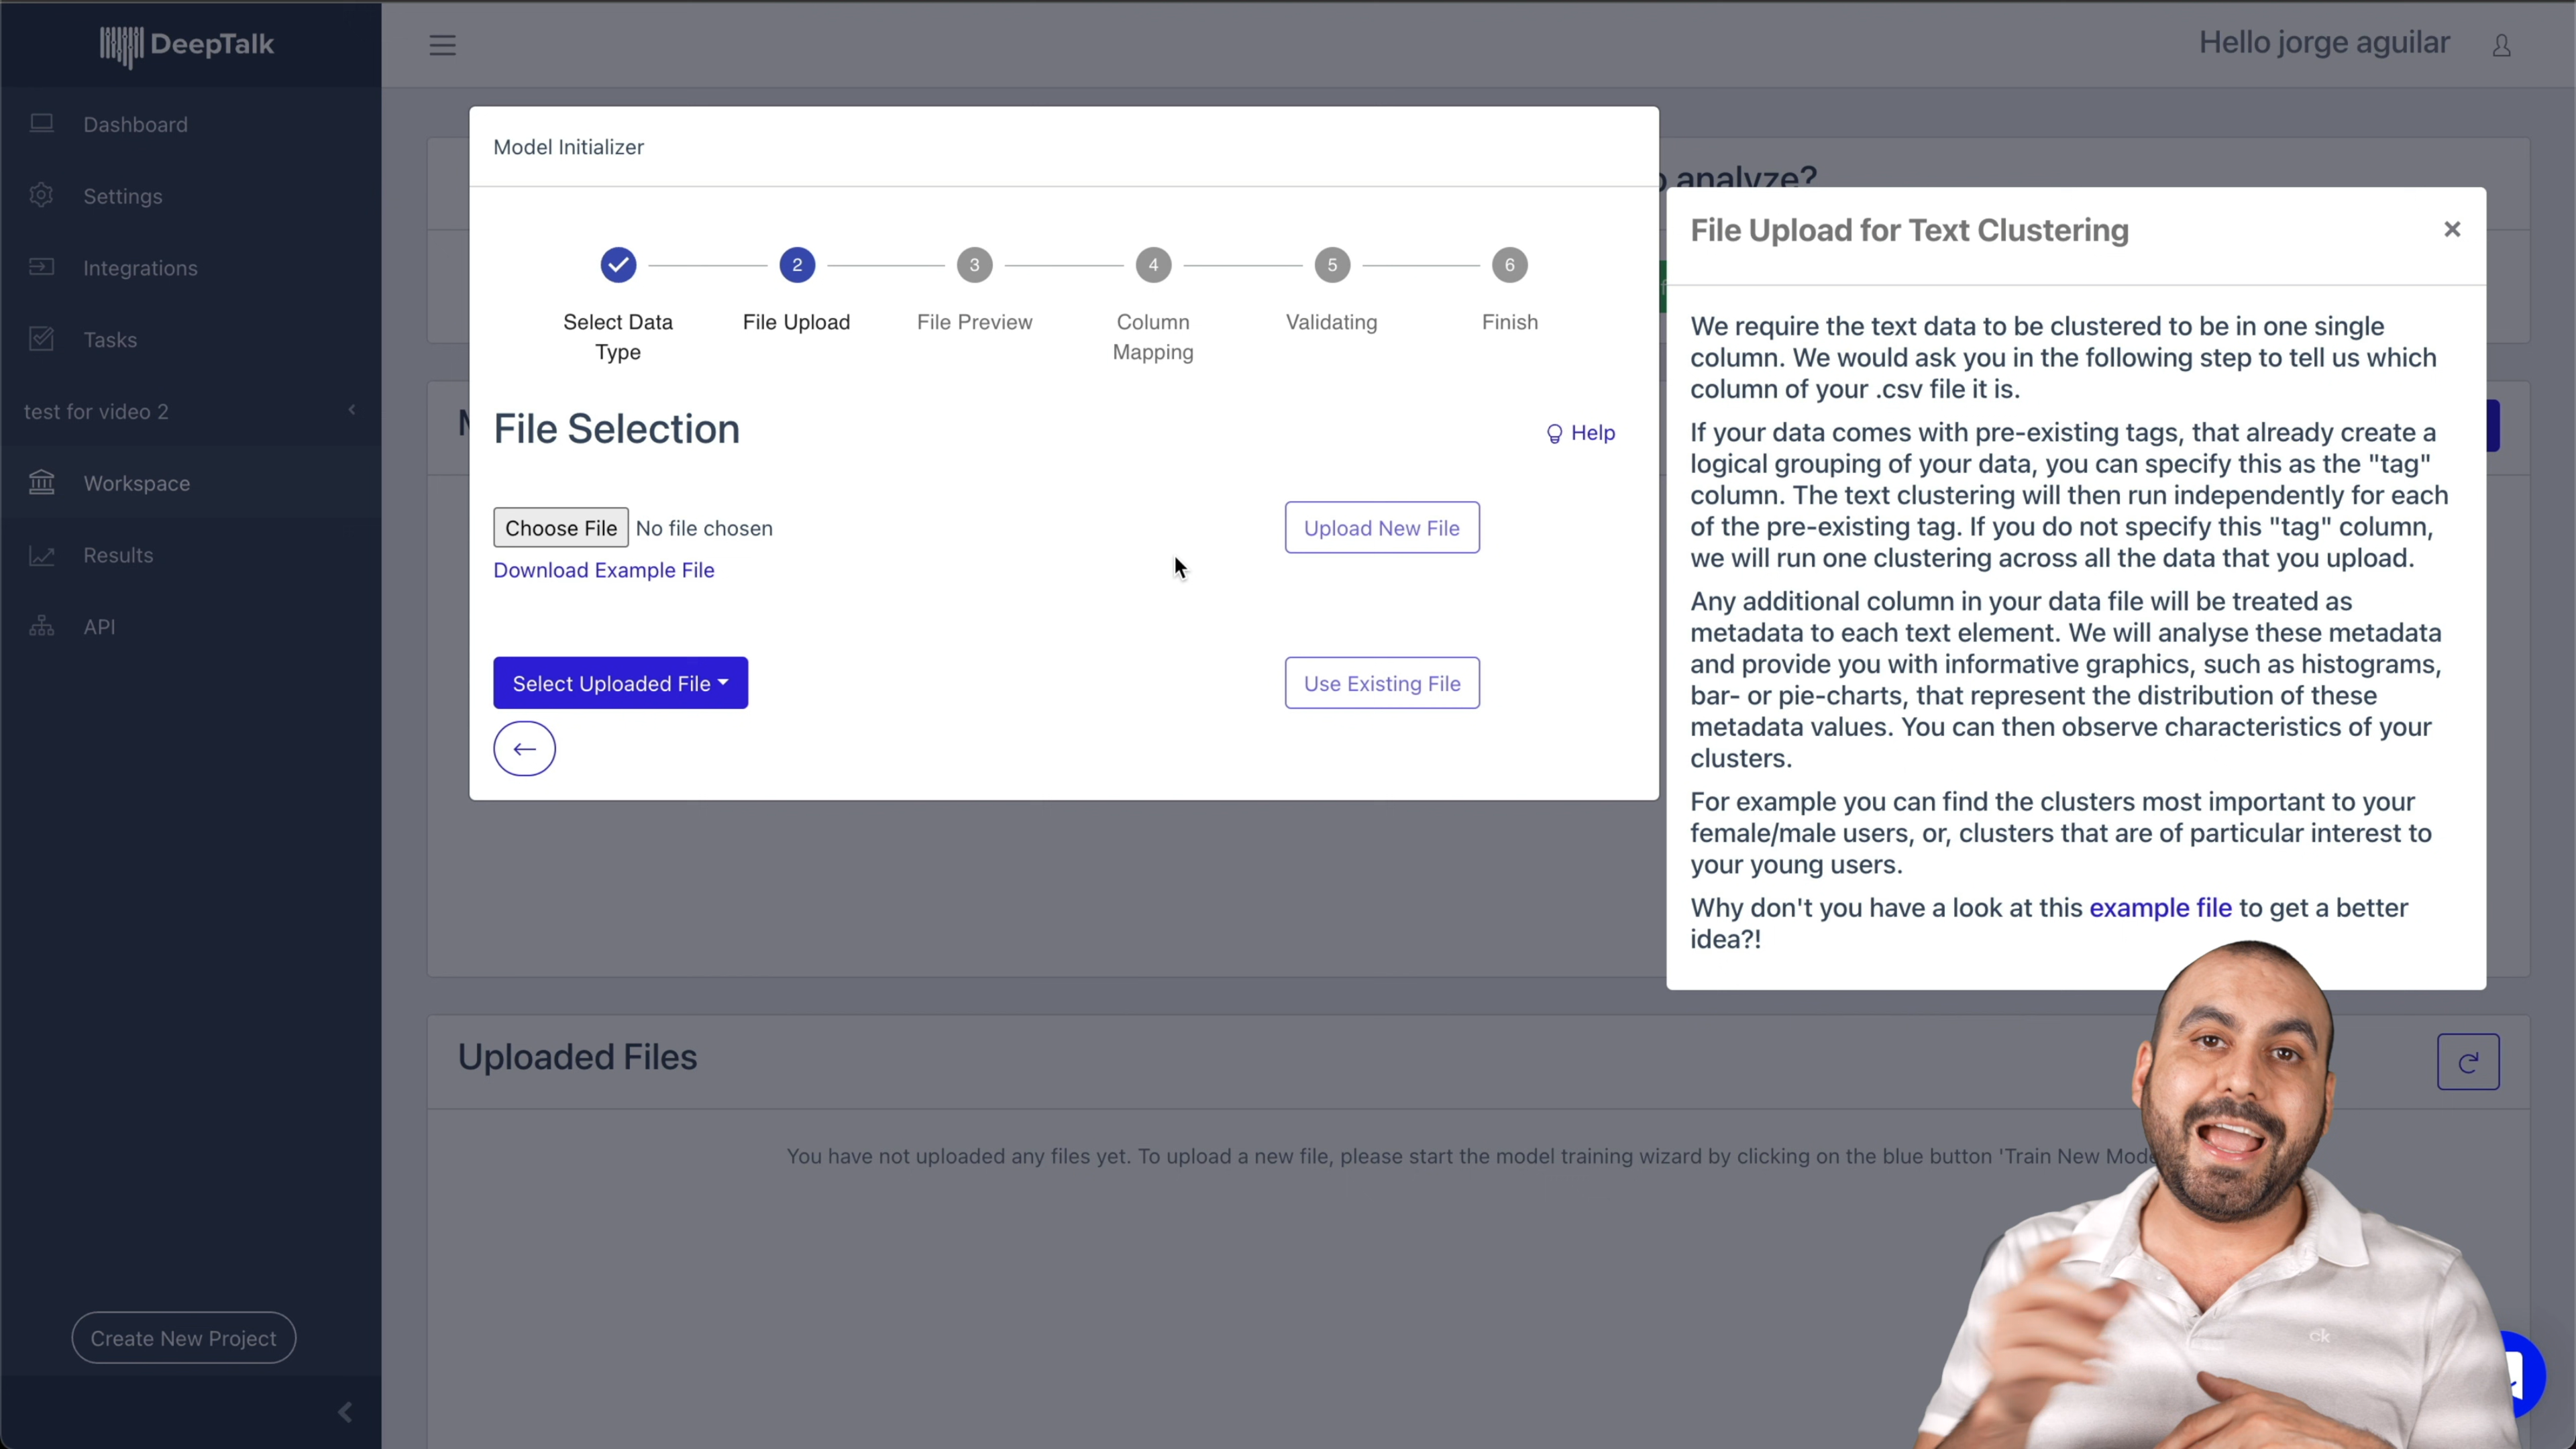 DeepTalk
Hello jorge aguilar
Dashboard
Settings
Integrations
Tasks
test for video 2
Workspace
Results
API
Create New Project
Model Initializer
2
3
4
5
6
Select Data
Type
File Upload
File Preview
Column
Mapping
Validating
Finish
File Selection
Help
Choose File No file chosen
Upload New File
Download Example File
Select Uploaded File
Use Existing File
analyze?
File Upload for Text Clustering
We require the text data to be clustered to be in one single
column. We would ask you in the following step to tell us which
column of your .csv file it is.
If your data comes with pre-existing tags, that already create a
logical grouping of your data, you can specify this as the "tag"
column. The text clustering will then run independently for each
of the pre-existing tag. If you do not specify this "tag" column,
we will run one clustering across all the data that you upload.
Any additional column in your data file will be treated as
metadata to each text element. We will analyse these metadata
and provide you with informative graphics, such as histograms,
bar- or pie-charts, that represent the distribution of these
metadata values. You can then observe characteristics of your
clusters.
For example you can find the clusters most important to your
female/male users, or, clusters that are of particular interest to
your young users.
Why don't you have a look at this example file to get a better
idea?!
Uploaded Files
You have not uploaded any files yet. To upload a new file, please start the model training wizard by clicking on the blue button 'Train New
ck